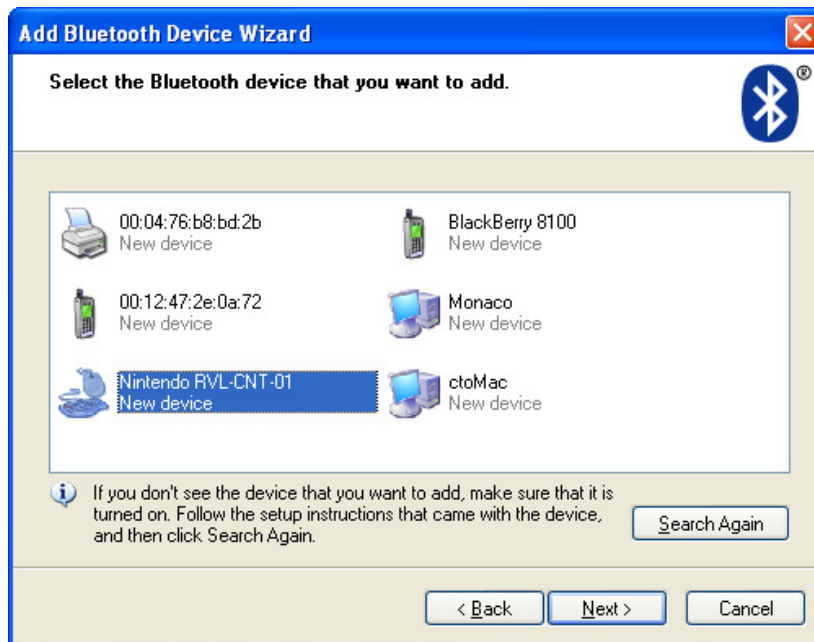 Add Bluetooth Device Wizard
Select the Bluetooth device that you want to add.
®
00:04:76:b8:bd:2b
New device
BlackBerry 8100
New device
00:12:47:2e:0a:72
New device
Monaco
New device
Nintendo RVL-CNT-01
New device
ctoMac
New device
If you don't see the device that you want to add, make sure that it is
turned on. Follow the setup instructions that came with the device,
and then click Search Again.
Search Again
< Back
Next >
Cancel